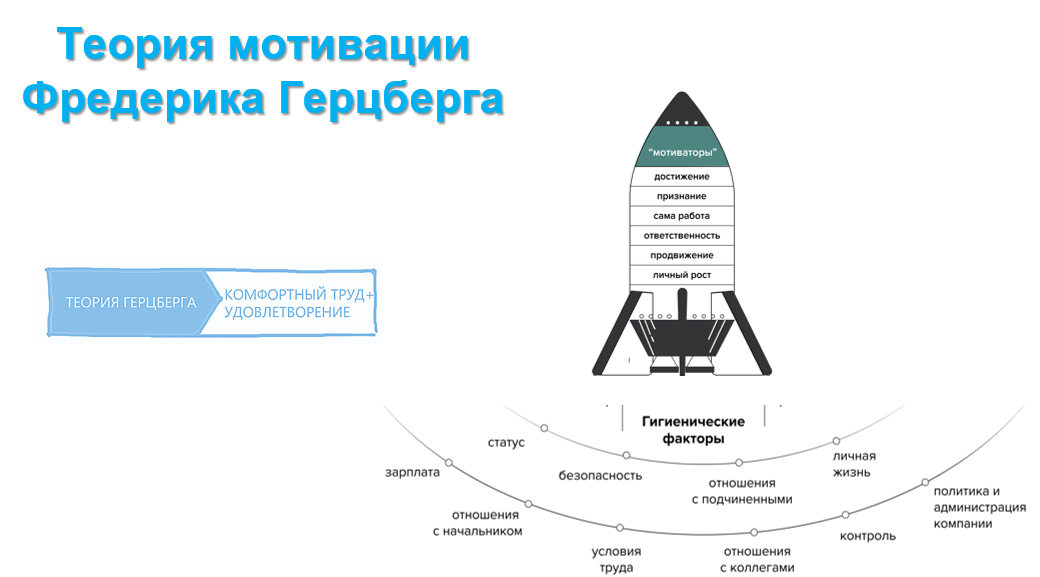 Теория мотивации
Фредерика Герцберга
ТЕОРИЯ ГЕРЦБЕРГА
КОМФОРТНЫЙ ТРУД+
УДОВЛЕТВОРЕНИЕ
“мотиваторы”
достижение
признание
сама работа
ответственность
продвижение
личный рост
Гигиенические
факторы
статус
безопасность
отношения
с подчиненными
личная
жизнь
зарплата
отношения
с начальником
условия
труда
отношения
с коллегами
контроль
политика и
администрация
компании